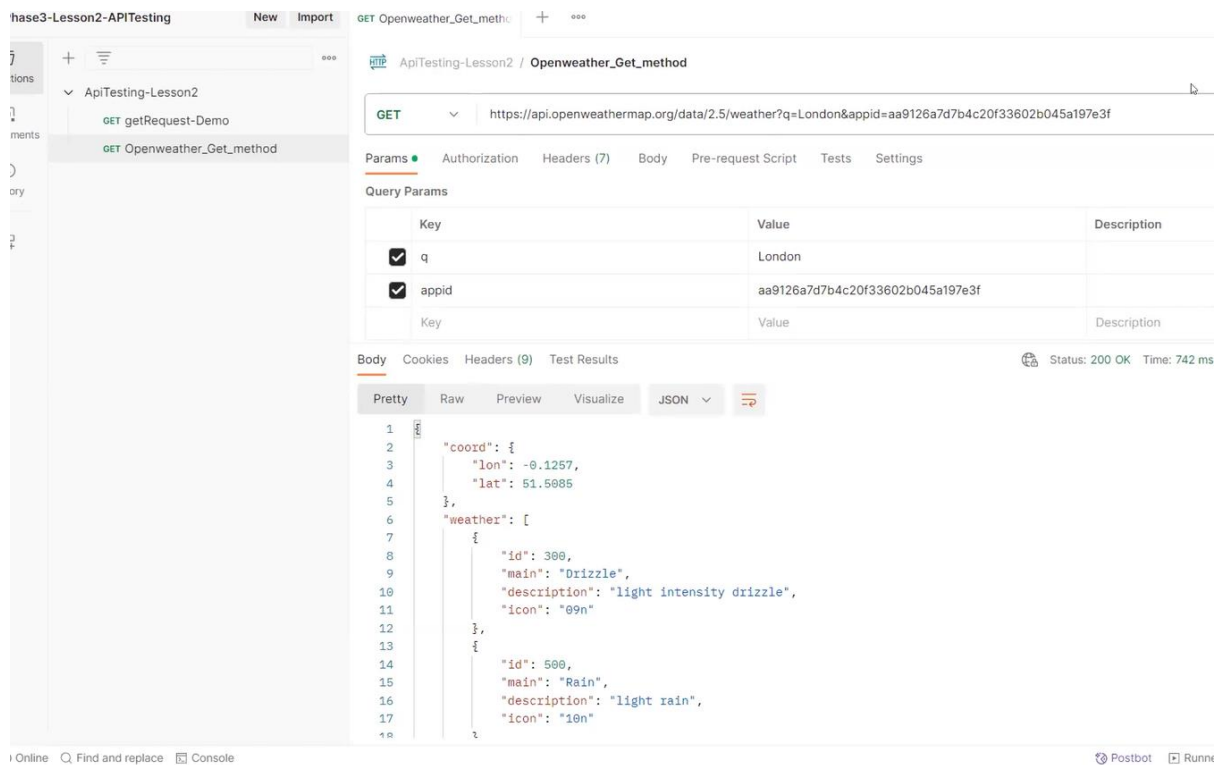 Phase3-Lesson2-APITesting New Import
GET Openweather_Get_metho
ApiTesting-Lesson2
GET getRequest-Demo
GET Openweather_Get_method
HTTP ApiTesting-Lesson2 / Openweather_Get_method
GET https://api.openweathermap.org/data/2.5/weather?q=London&appid=aa9126a7d7b4c20f33602b045a197e3f
Params Authorization Headers (7) Body Pre-request Script Tests Settings
Query Params
Key Value Description
q London
appid aa9126a7d7b4c20f33602b045a197e3f
Key Value Description
Body Cookies Headers (9) Test Results Status: 200 OK Time: 742 ms
Pretty Raw Preview Visualize JSON
1 {
2 "coord": {
3 "lon": -0.1257,
4 "lat": 51.5085
5 },
6 "weather": [
7 {
8 "id": 300,
9 "main": "Drizzle",
10 "description": "light intensity drizzle",
11 "icon": "09n"
12 },
13 {
14 "id": 500,
15 "main": "Rain",
16 "description": "light rain",
17 "icon": "10n"
18 }
Online Find and replace Console Postbot Runne